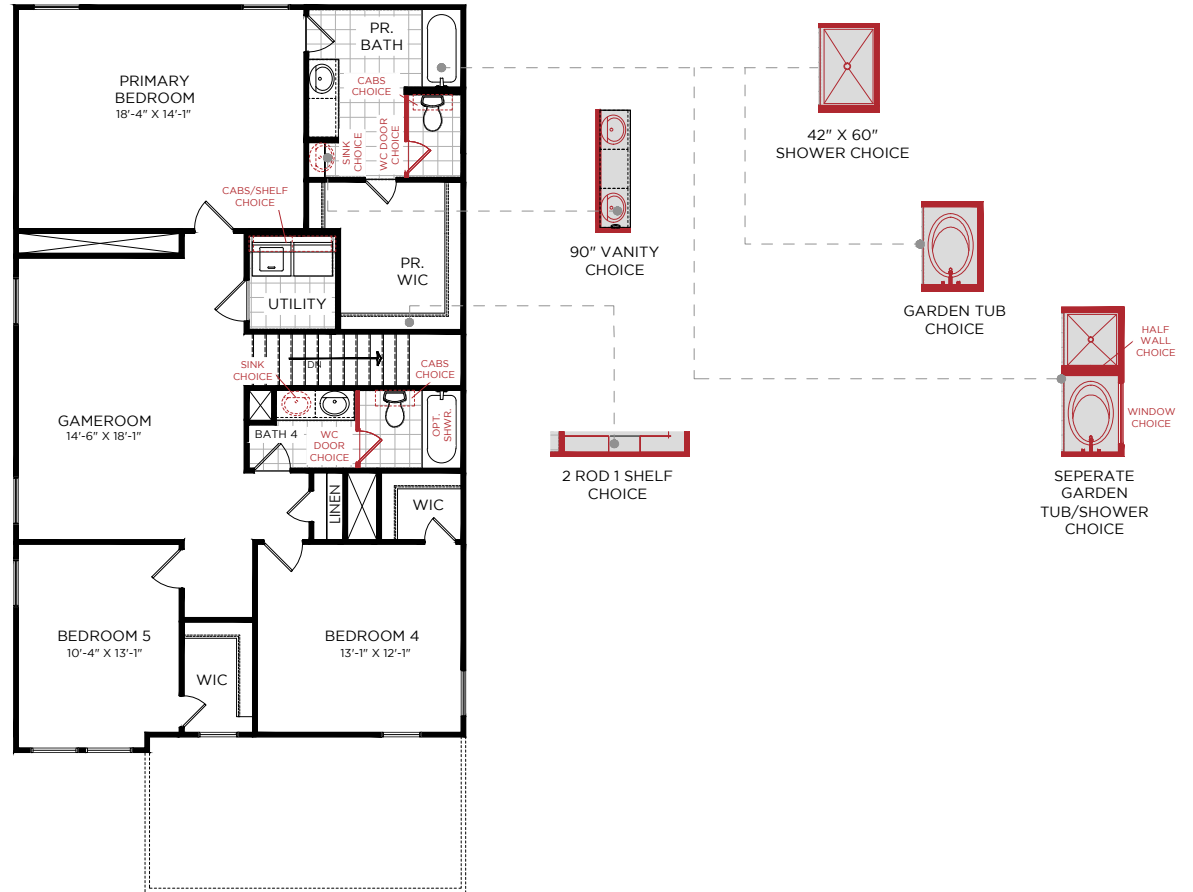 PRIMARY
BEDROOM
18'-4" X 14'-1"
PR.
BATH
CABS
CHOICE
SINK
CHOICE
WC DOOR
CHOICE
CABS/SHELF
CHOICE
UTILITY
PR.
WIC
DN
SINK
CHOICE
CABS
CHOICE
GAMEROOM
14'-6" X 18'-1"
BATH 4
WC
DOOR
CHOICE
OPT.
SHWR.
LINEN
WIC
BEDROOM 5
10'-4" X 13'-1"
WIC
BEDROOM 4
13'-1" X 12'-1"
42" X 60"
SHOWER CHOICE
90" VANITY
CHOICE
GARDEN TUB
CHOICE
HALF
WALL
CHOICE
WINDOW
CHOICE
2 ROD 1 SHELF
CHOICE
SEPERATE
GARDEN
TUB/SHOWER
CHOICE